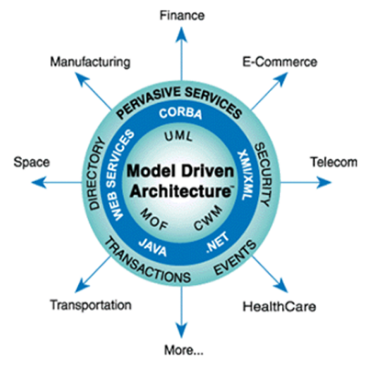 Finance
Manufacturing
E-Commerce
PERVASIVE SERVICES
CORBA
UML
Space
DIRECTORY
WEB SERVICES
Model Driven
Architecture™
XMI/XML
SECURITY
Telecom
MOF
CWM
JAVA
.NET
TRANSACTIONS
EVENTS
Transportation
HealthCare
More...